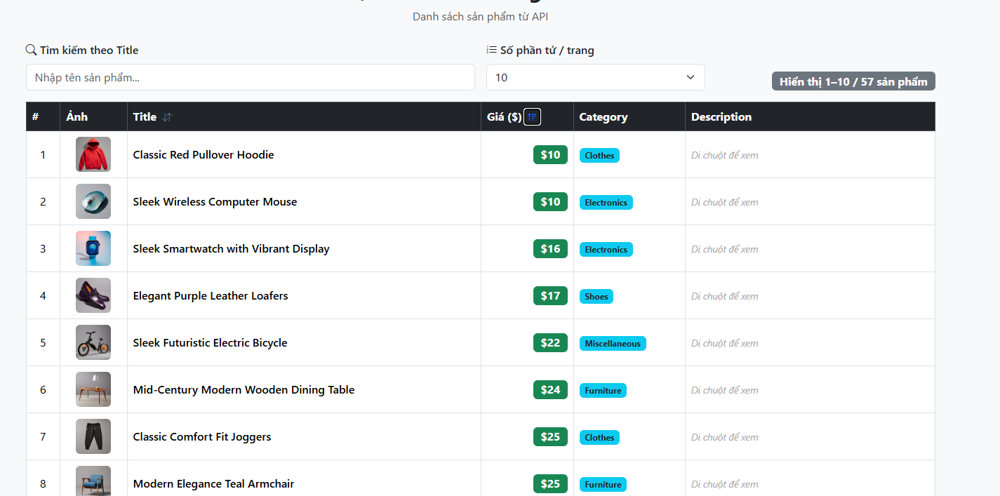 Danh sách sản phẩm từ API
Tìm kiếm theo Title
Số phần tử / trang
Nhập tên sản phẩm...
10
Hiển thị 1–10 / 57 sản phẩm
# Ảnh Title Giá ($) Category Description
1 Classic Red Pullover Hoodie $10 Clothes Di chuột để xem
2 Sleek Wireless Computer Mouse $10 Electronics Di chuột để xem
3 Sleek Smartwatch with Vibrant Display $16 Electronics Di chuột để xem
4 Elegant Purple Leather Loafers $17 Shoes Di chuột để xem
5 Sleek Futuristic Electric Bicycle $22 Miscellaneous Di chuột để xem
6 Mid-Century Modern Wooden Dining Table $24 Furniture Di chuột để xem
7 Classic Comfort Fit Joggers $25 Clothes Di chuột để xem
8 Modern Elegance Teal Armchair $25 Furniture Di chuột để xem